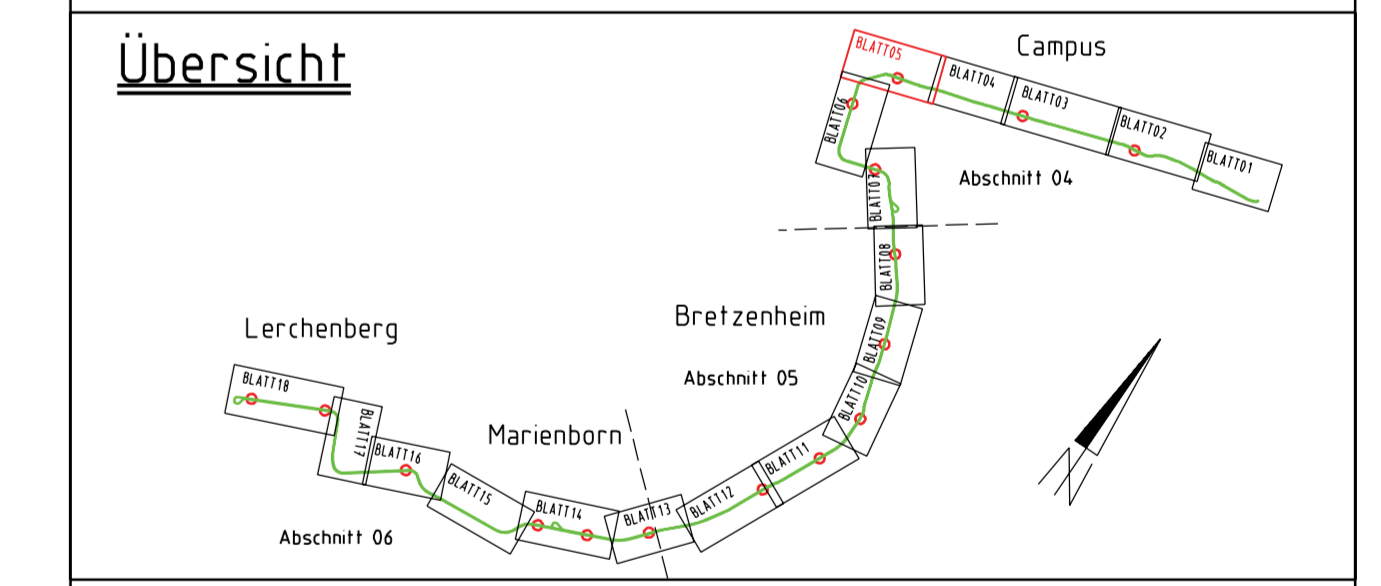 Übersicht
Campus
BLATT05
BLATT04
BLATT03
BLATT02
BLATT01
BLATT06
Abschnitt 04
BLATT07
BLATT08
Bretzenheim
BLATT09
Abschnitt 05
BLATT10
Lerchenberg
BLATT18
BLATT17
BLATT16
Marienborn
BLATT15
BLATT14
BLATT13
BLATT12
BLATT11
Abschnitt 06